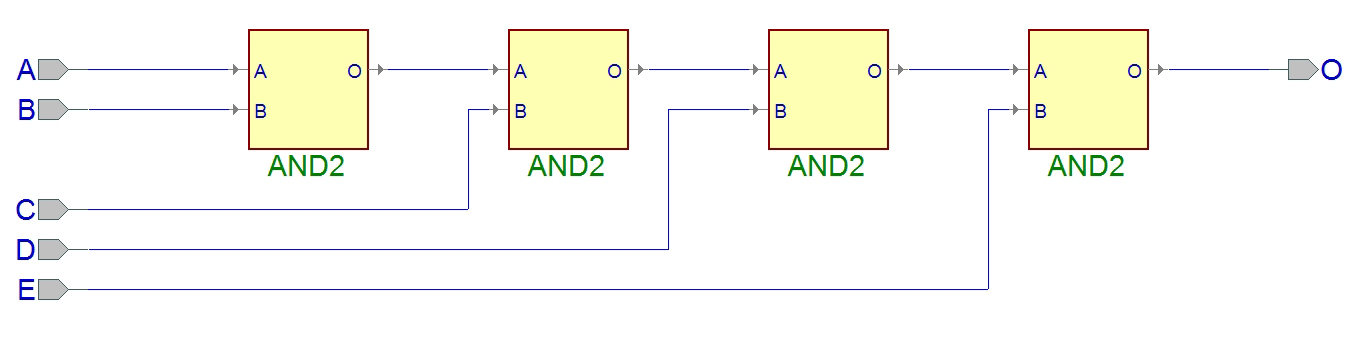 A A O A O A O A O O
B B B B B
AND2 AND2 AND2 AND2
C
D
E